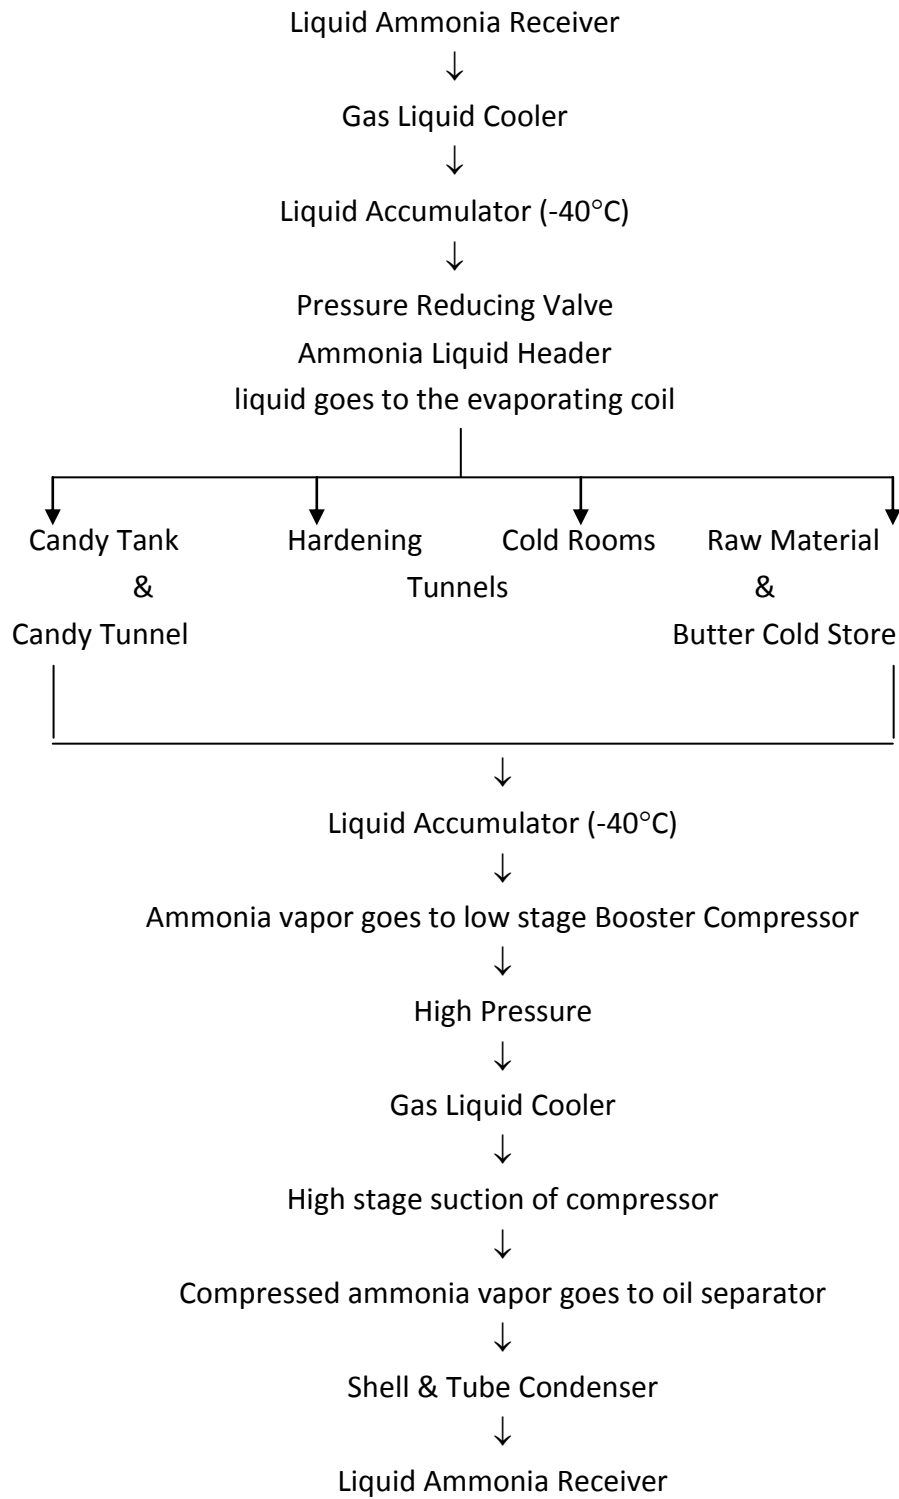 Liquid Ammonia Receiver
↓
Gas Liquid Cooler
↓
Liquid Accumulator (-40°C)
↓
Pressure Reducing Valve
Ammonia Liquid Header
liquid goes to the evaporating coil
Candy Tank Hardening Cold Rooms Raw Material
& Tunnels &
Candy Tunnel Butter Cold Store
↓
Liquid Accumulator (-40°C)
↓
Ammonia vapor goes to low stage Booster Compressor
↓
High Pressure
↓
Gas Liquid Cooler
↓
High stage suction of compressor
↓
Compressed ammonia vapor goes to oil separator
↓
Shell & Tube Condenser
↓
Liquid Ammonia Receiver